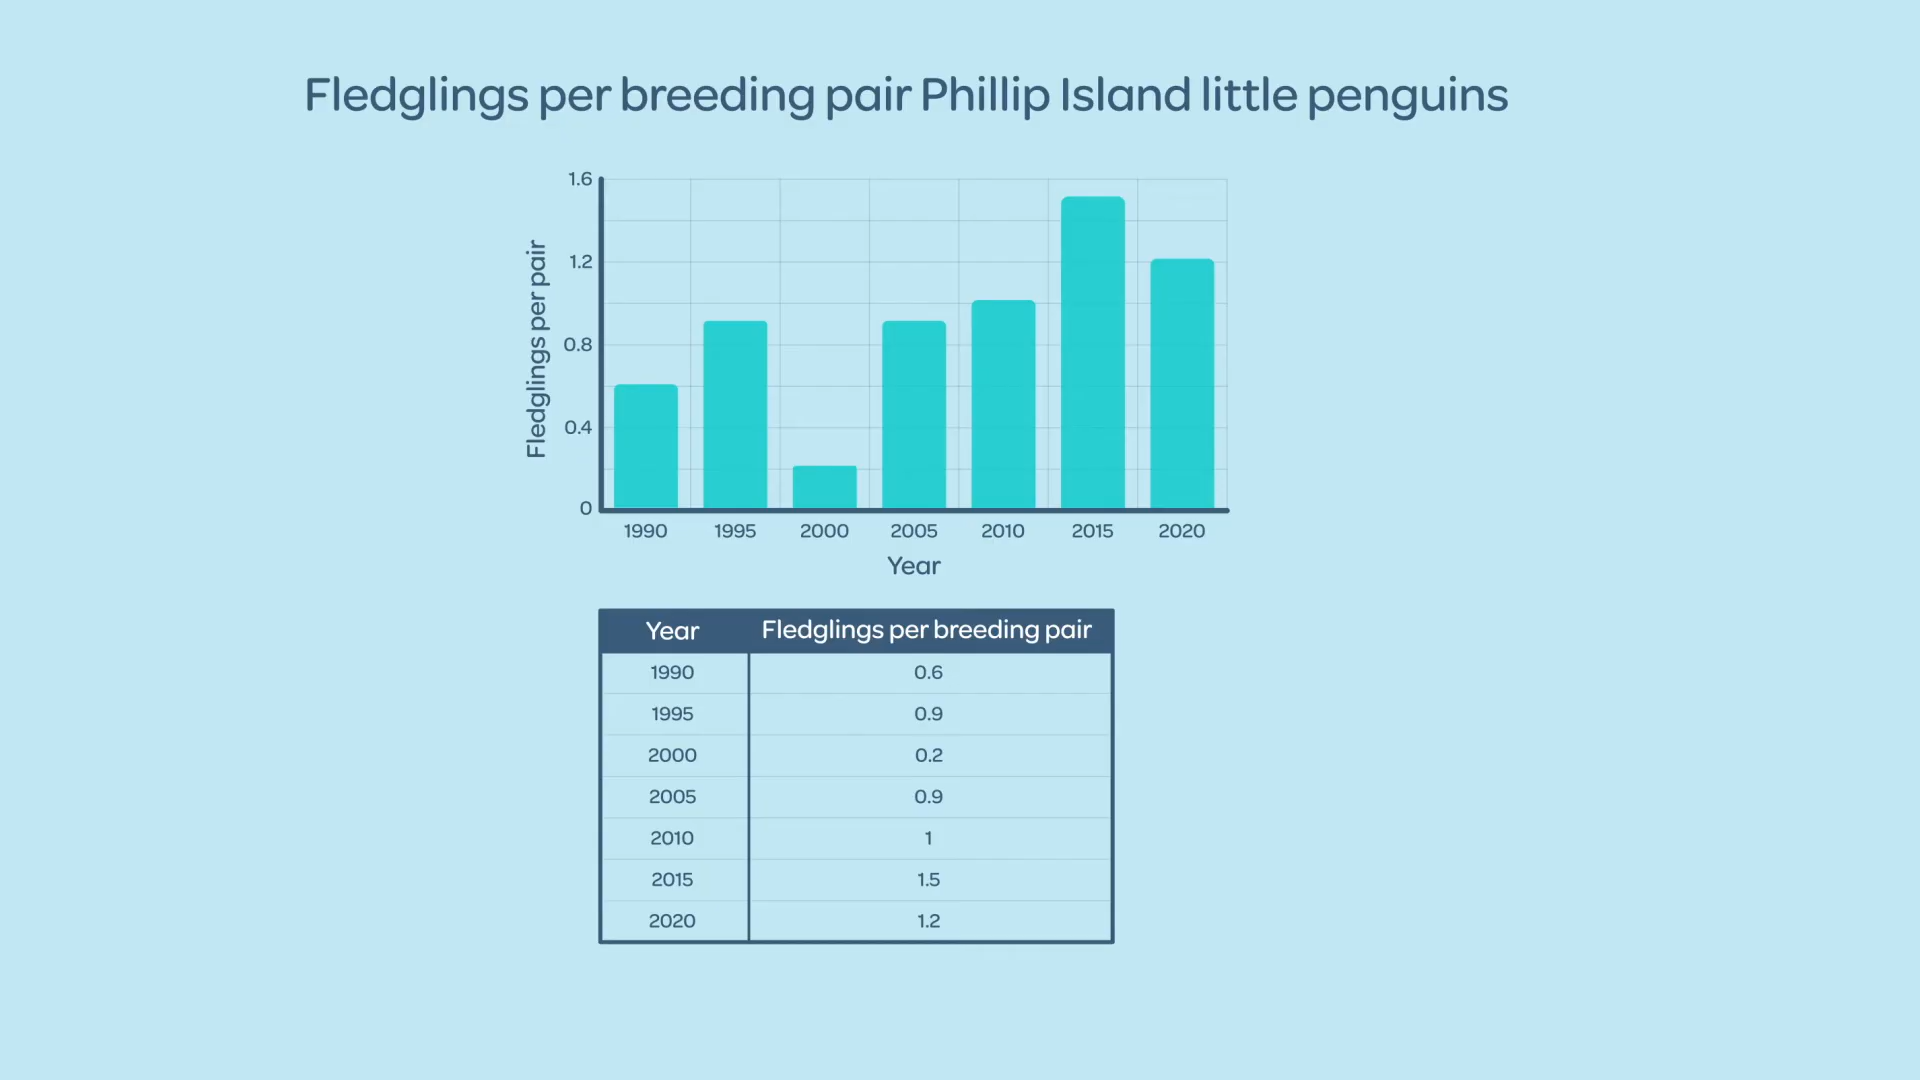 Fledglings per breeding pair Phillip Island little penguins
Fledglings per pair
1.6
1.2
0.8
0.4
0
1990 1995 2000 2005 2010 2015 2020
Year
Year Fledglings per breeding pair
1990 0.6
1995 0.9
2000 0.2
2005 0.9
2010 1
2015 1.5
2020 1.2